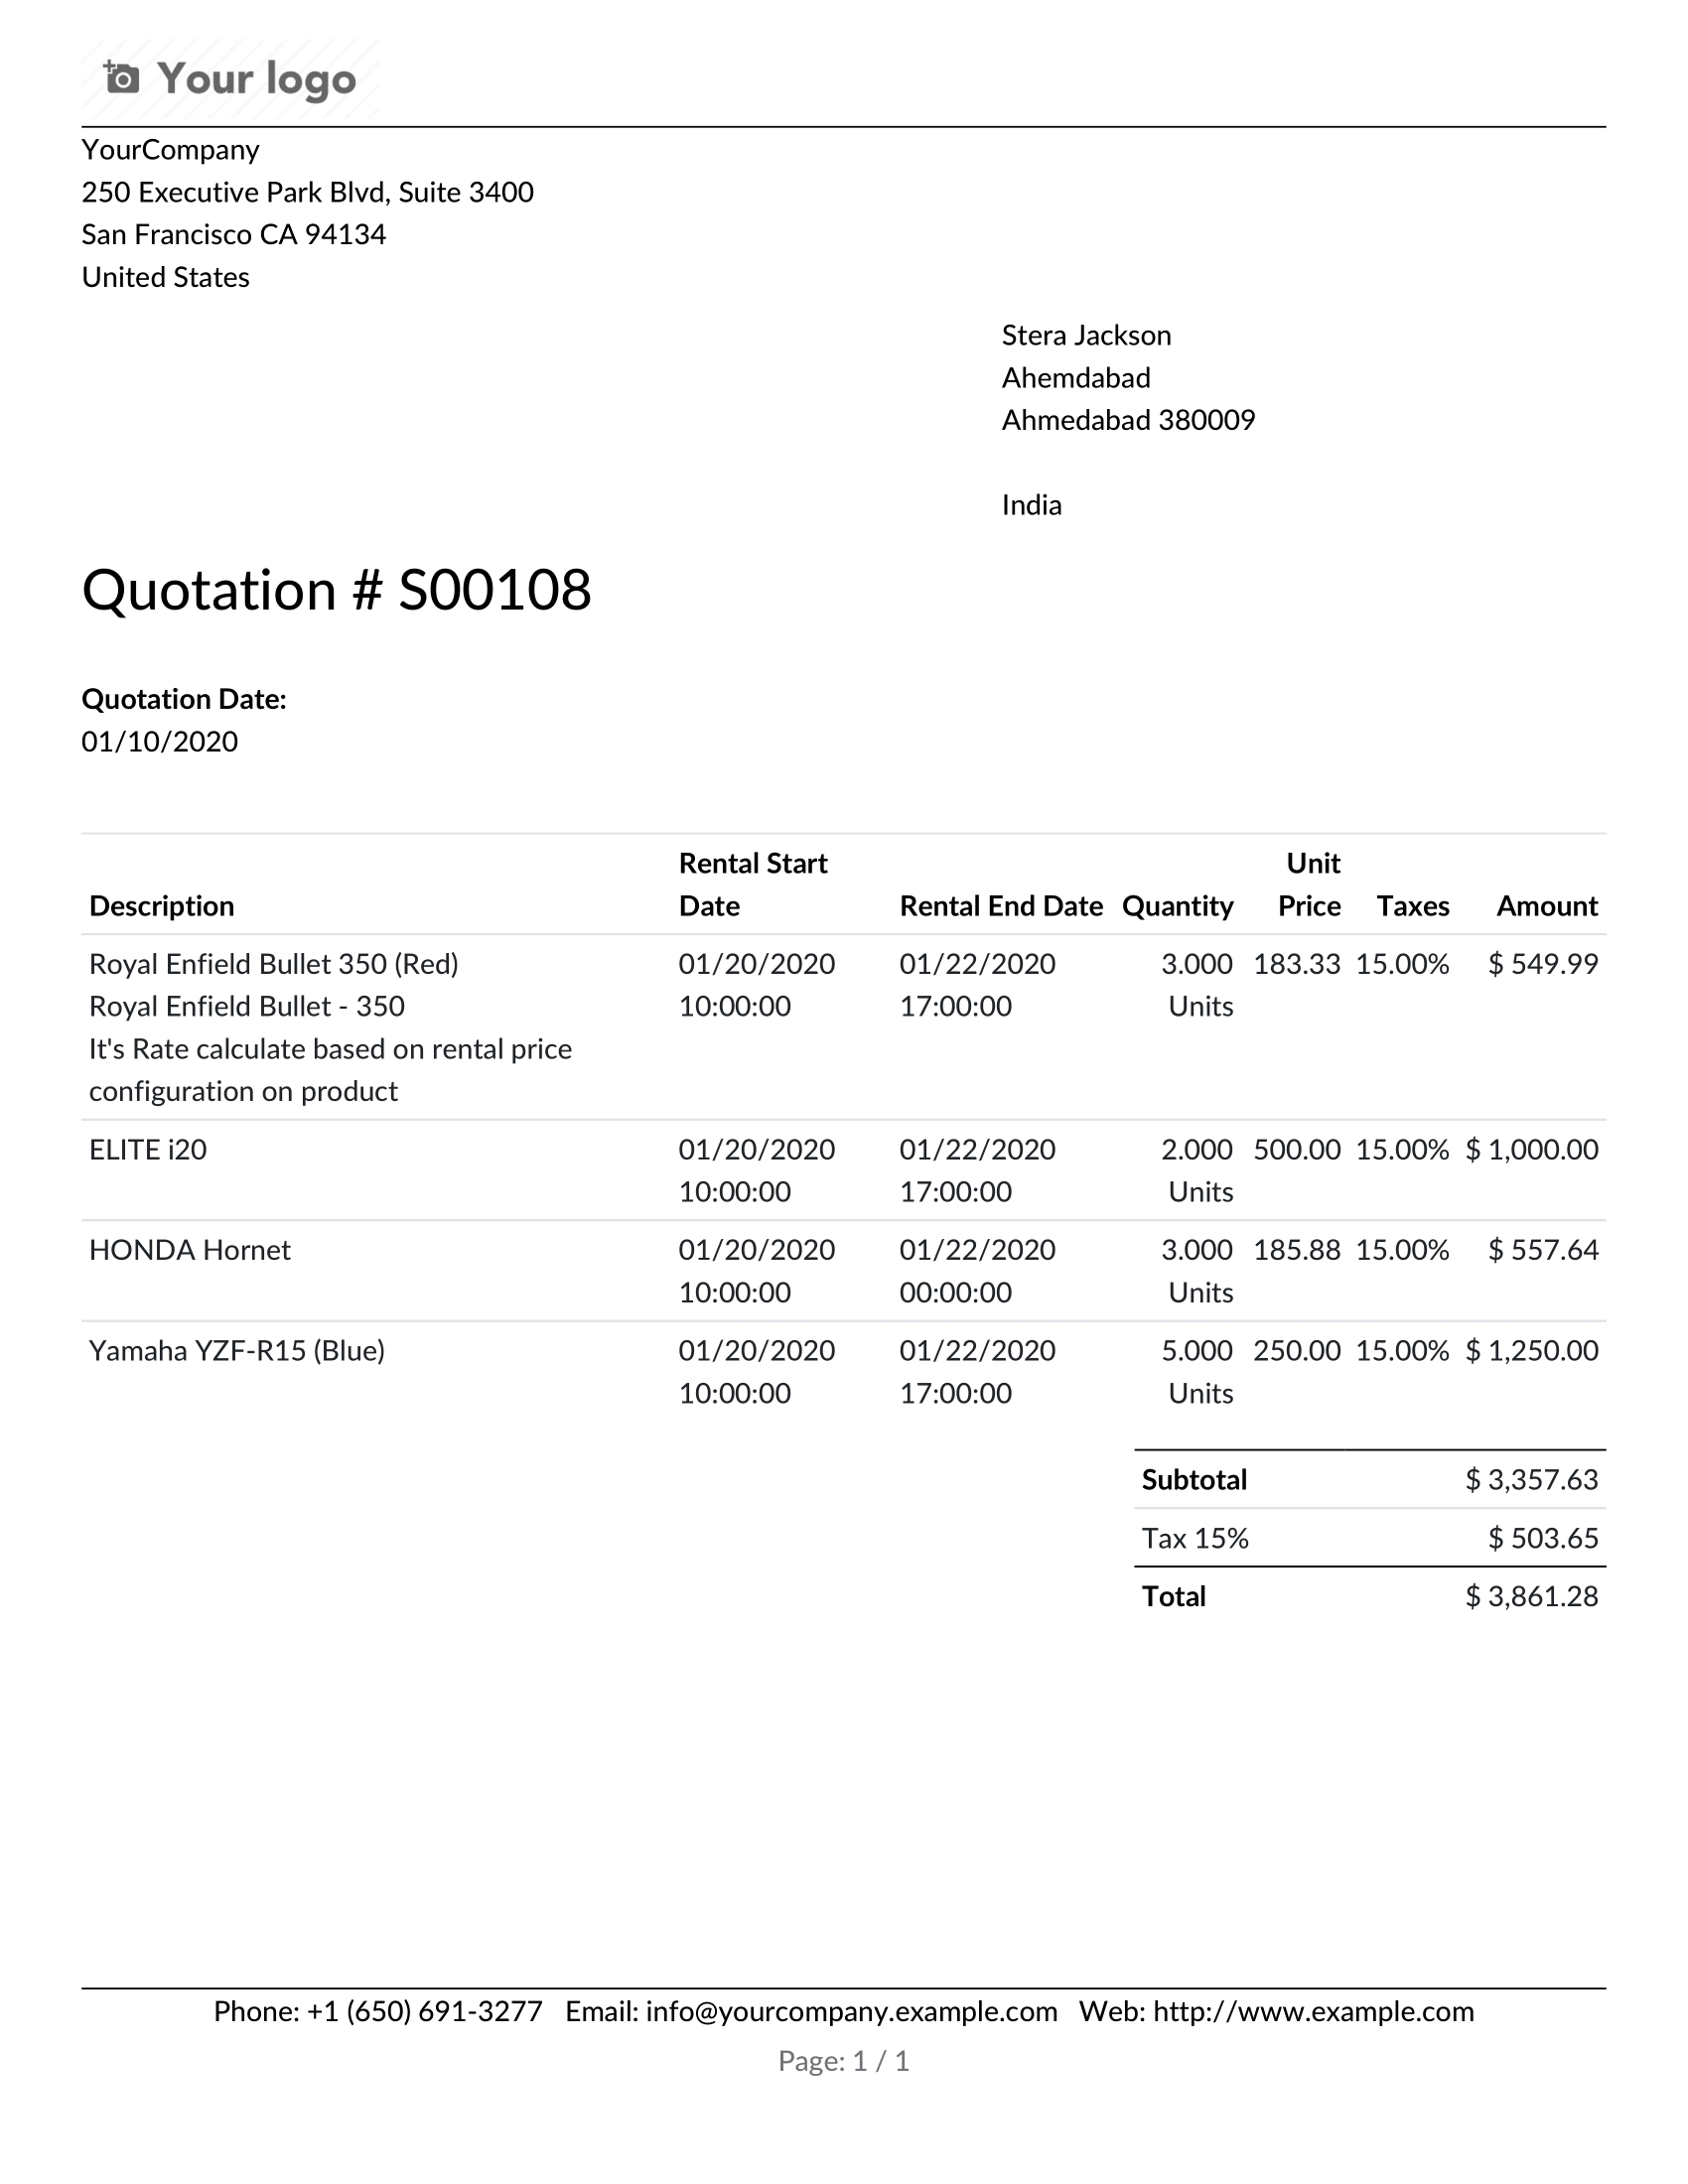 Your logo
YourCompany
250 Executive Park Blvd, Suite 3400
San Francisco CA 94134
United States
Stera Jackson
Ahemdabad
Ahmedabad 380009
India
Quotation # S00108
Quotation Date:
01/10/2020
Rental Start Unit
Description Date Rental End Date Quantity Price Taxes Amount
Royal Enfield Bullet 350 (Red) 01/20/2020 01/22/2020 3.000 183.33 15.00% $ 549.99
Royal Enfield Bullet - 350 10:00:00 17:00:00 Units
It's Rate calculate based on rental price
configuration on product
ELITE i20 01/20/2020 01/22/2020 2.000 500.00 15.00% $ 1,000.00
10:00:00 17:00:00 Units
HONDA Hornet 01/20/2020 01/22/2020 3.000 185.88 15.00% $ 557.64
10:00:00 00:00:00 Units
Yamaha YZF-R15 (Blue) 01/20/2020 01/22/2020 5.000 250.00 15.00% $ 1,250.00
10:00:00 17:00:00 Units
Subtotal $ 3,357.63
Tax 15% $ 503.65
Total $ 3,861.28
Phone: +1 (650) 691-3277 Email: info@yourcompany.example.com Web: http://www.example.com
Page: 1 / 1